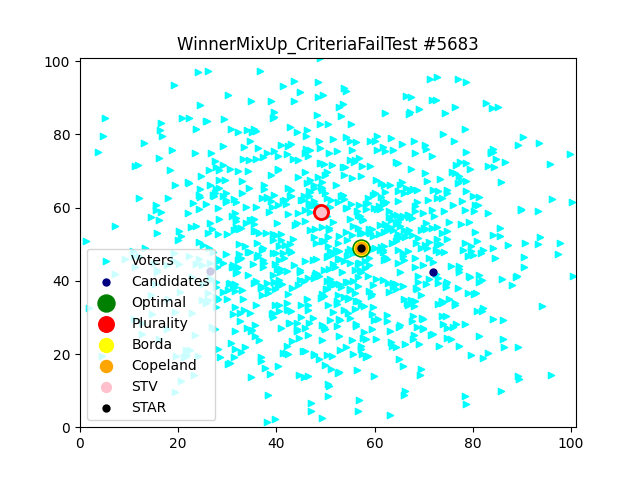 WinnerMixUp_CriteriaFailTest #5683
100
80
60
40
20
0
Voters
Candidates
Optimal
Plurality
Borda
Copeland
STV
STAR
0 20 40 60 80 100